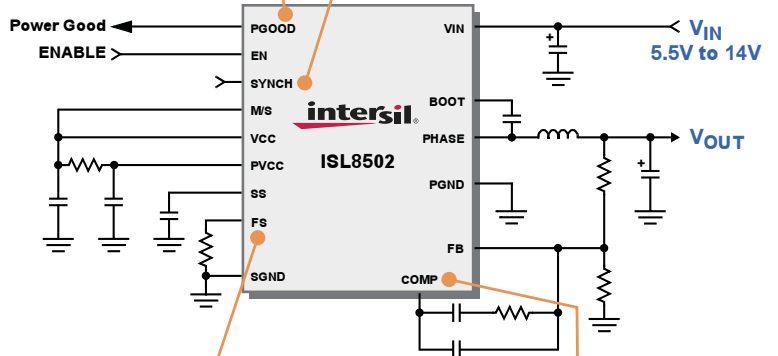 Power Good
ENABLE
PGOOD
EN
SYNCH
M/S
VCC
PVCC
SS
FS
SGND
intersil®
ISL8502
VIN
BOOT
PHASE
PGND
FB
COMP
+
VIN
5.5V to 14V
VOUT
+